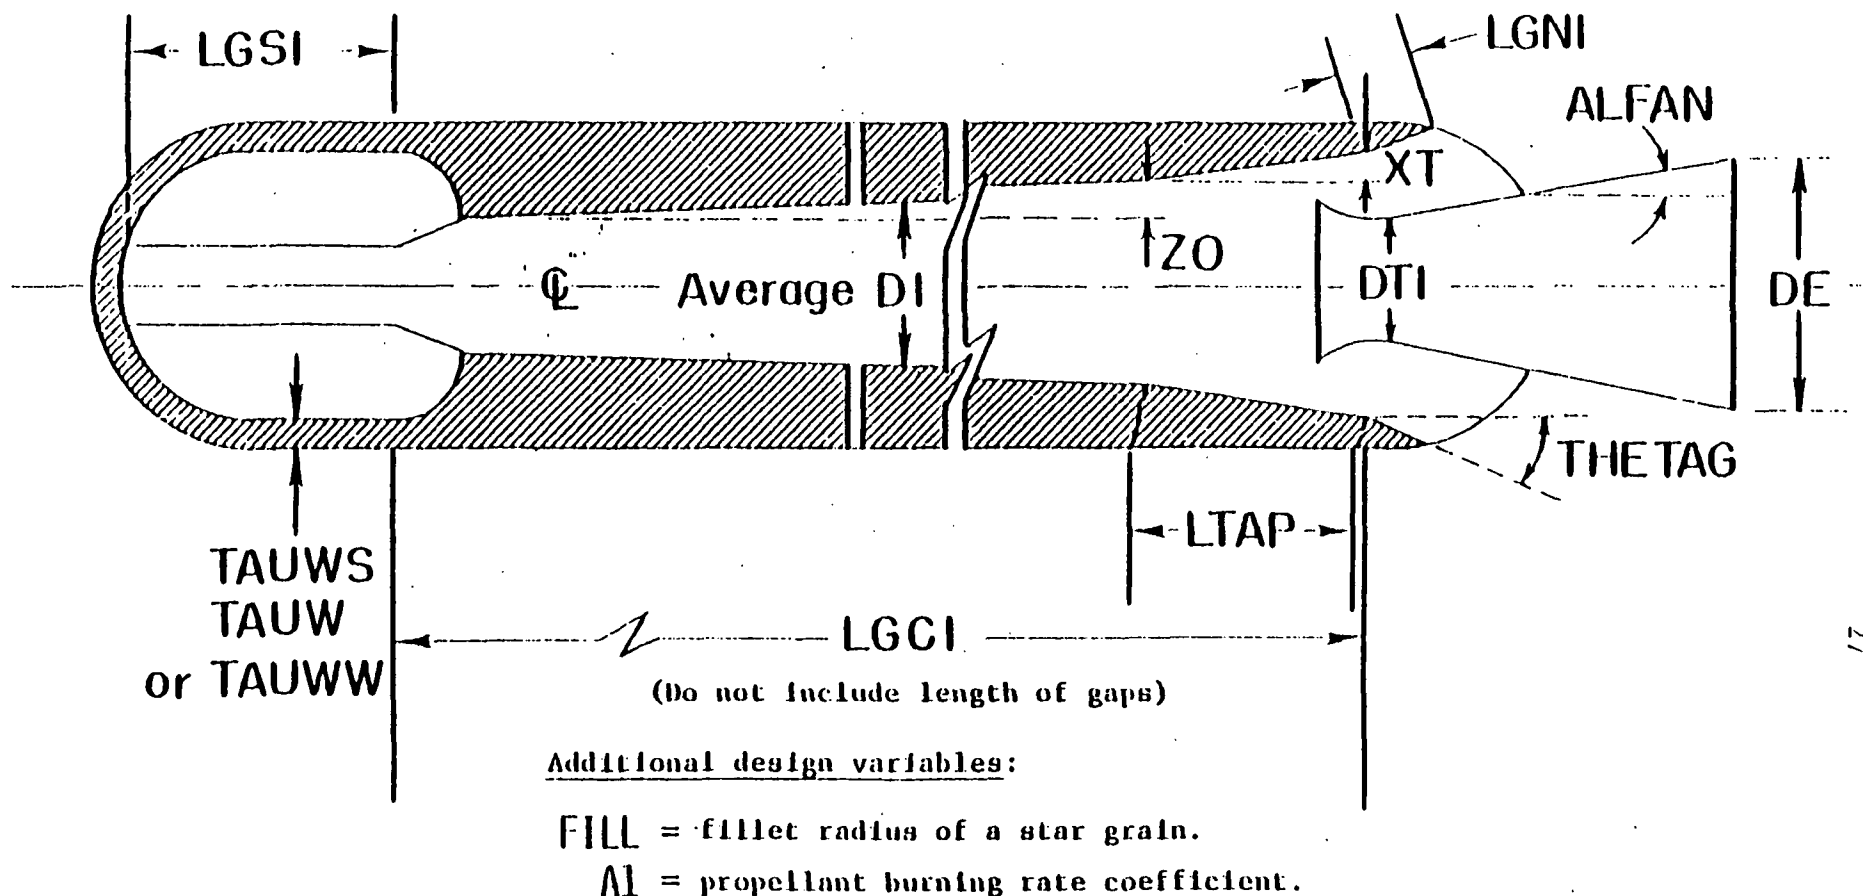 LGSI
LGNI
ALFAN
XT
ZO
℄
Average DI
DTI
DE
THETAG
LTAP
TAUWS
TAUW
or TAUWW
LGCI
(Do not include length of gaps)
Additional design variables:
FILL = fillet radius of a star grain.
A1 = propellant burning rate coefficient.